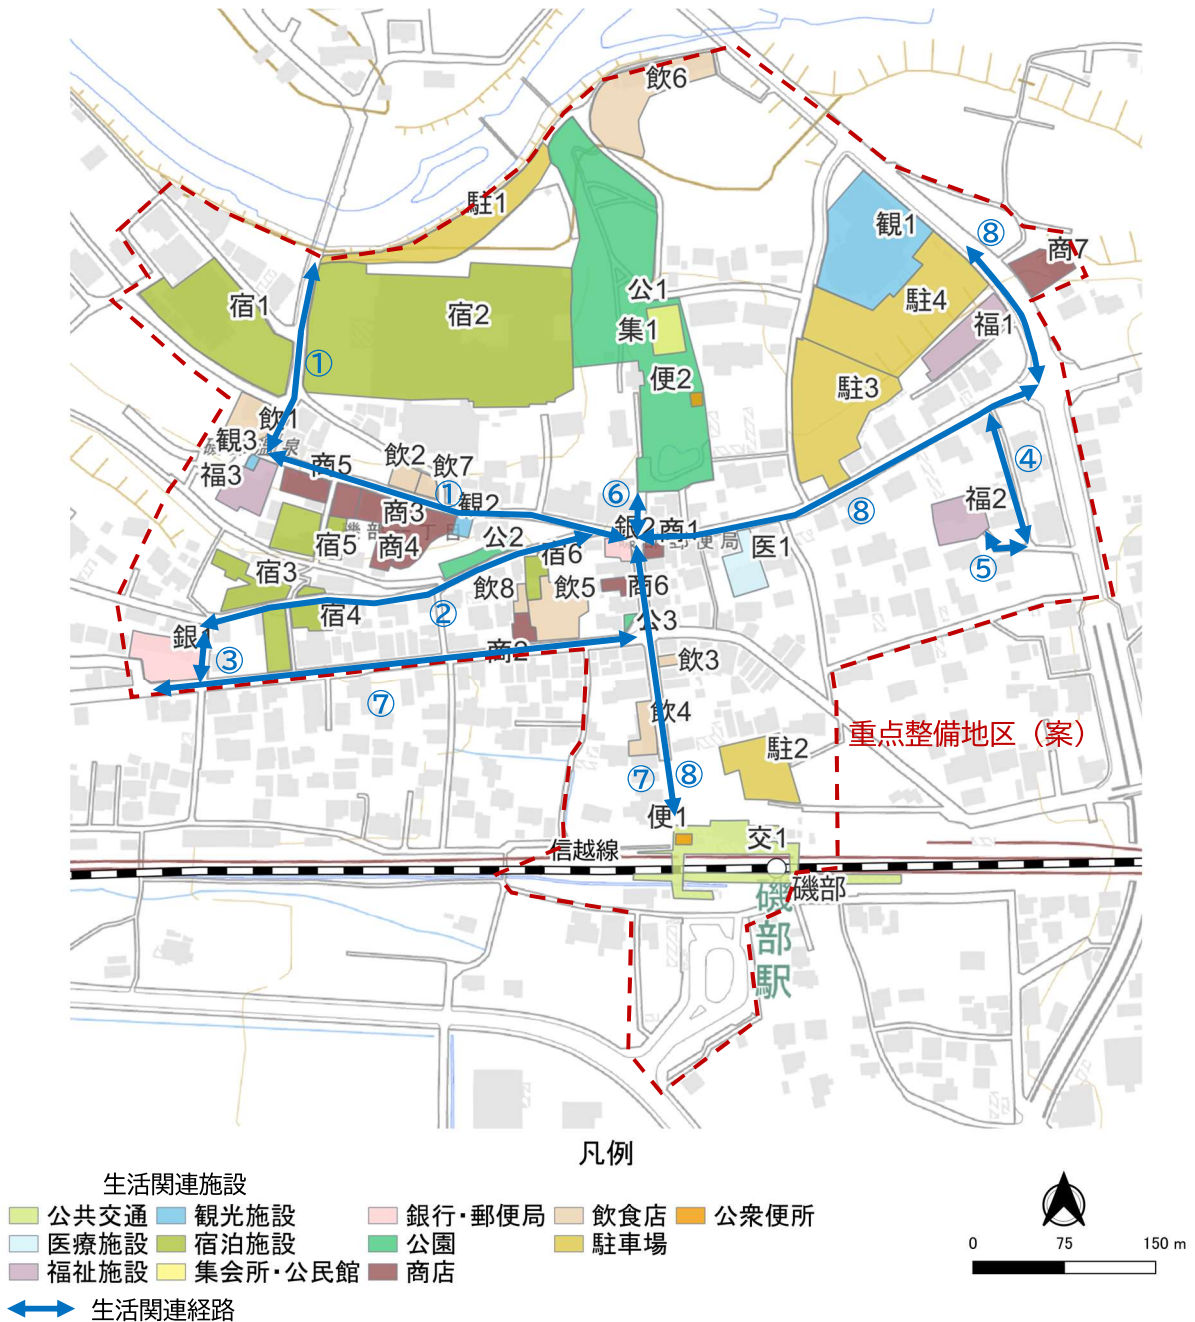 飲6
駐1
観1
⑧
商7
宿1
宿2
公1
駐4
集1
福1
①
便2
駐3
飲1
観3
福3
商5
飲2
飲7
①
④
商3
観2
⑥
⑧
福2
宿5
商4
公2
銀2
商1
医1
郵便局
宿6
⑤
宿3
飲8
飲5
商6
宿4
②
公3
銀1
③
商2
飲3
⑦
飲4
重点整備地区（案）
駐2
⑦
⑧
便1
交1
信越線
磯部
磯部駅
凡例
生活関連施設
公共交通 観光施設 銀行・郵便局 飲食店 公衆便所
医療施設 宿泊施設 公園 駐車場
福祉施設 集会所・公民館 商店
生活関連経路
0 75 150 m